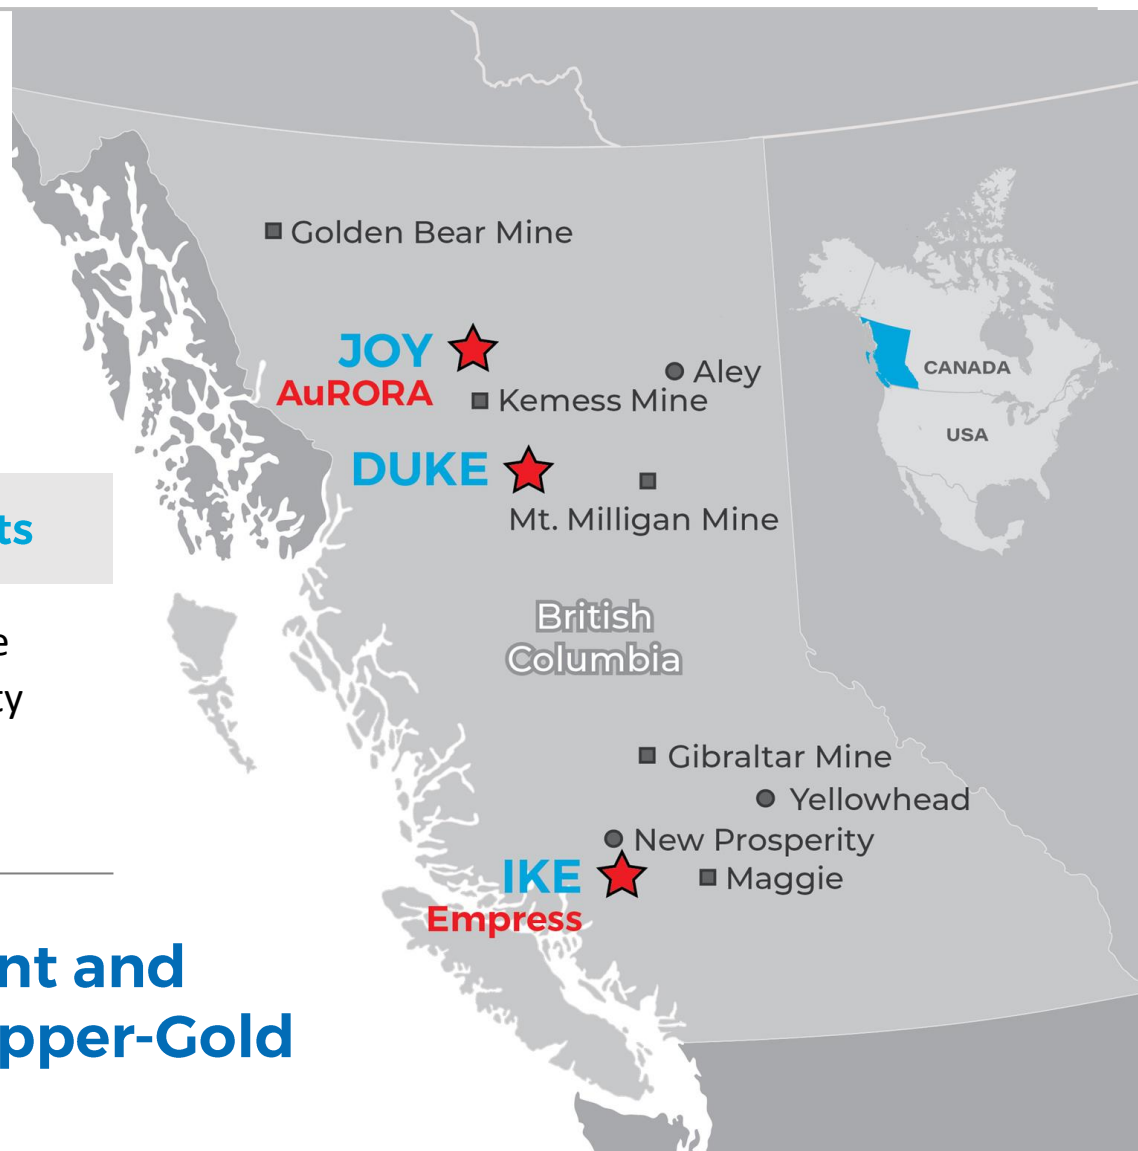 Golden Bear Mine
JOY
AuRORA
Aley
Kemess Mine
CANADA
USA
DUKE
Mt. Milligan Mine
ts
British
Columbia
e
ty
Gibraltar Mine
Yellowhead
New Prosperity
IKE
Maggie
Empress
nt and
pper-Gold